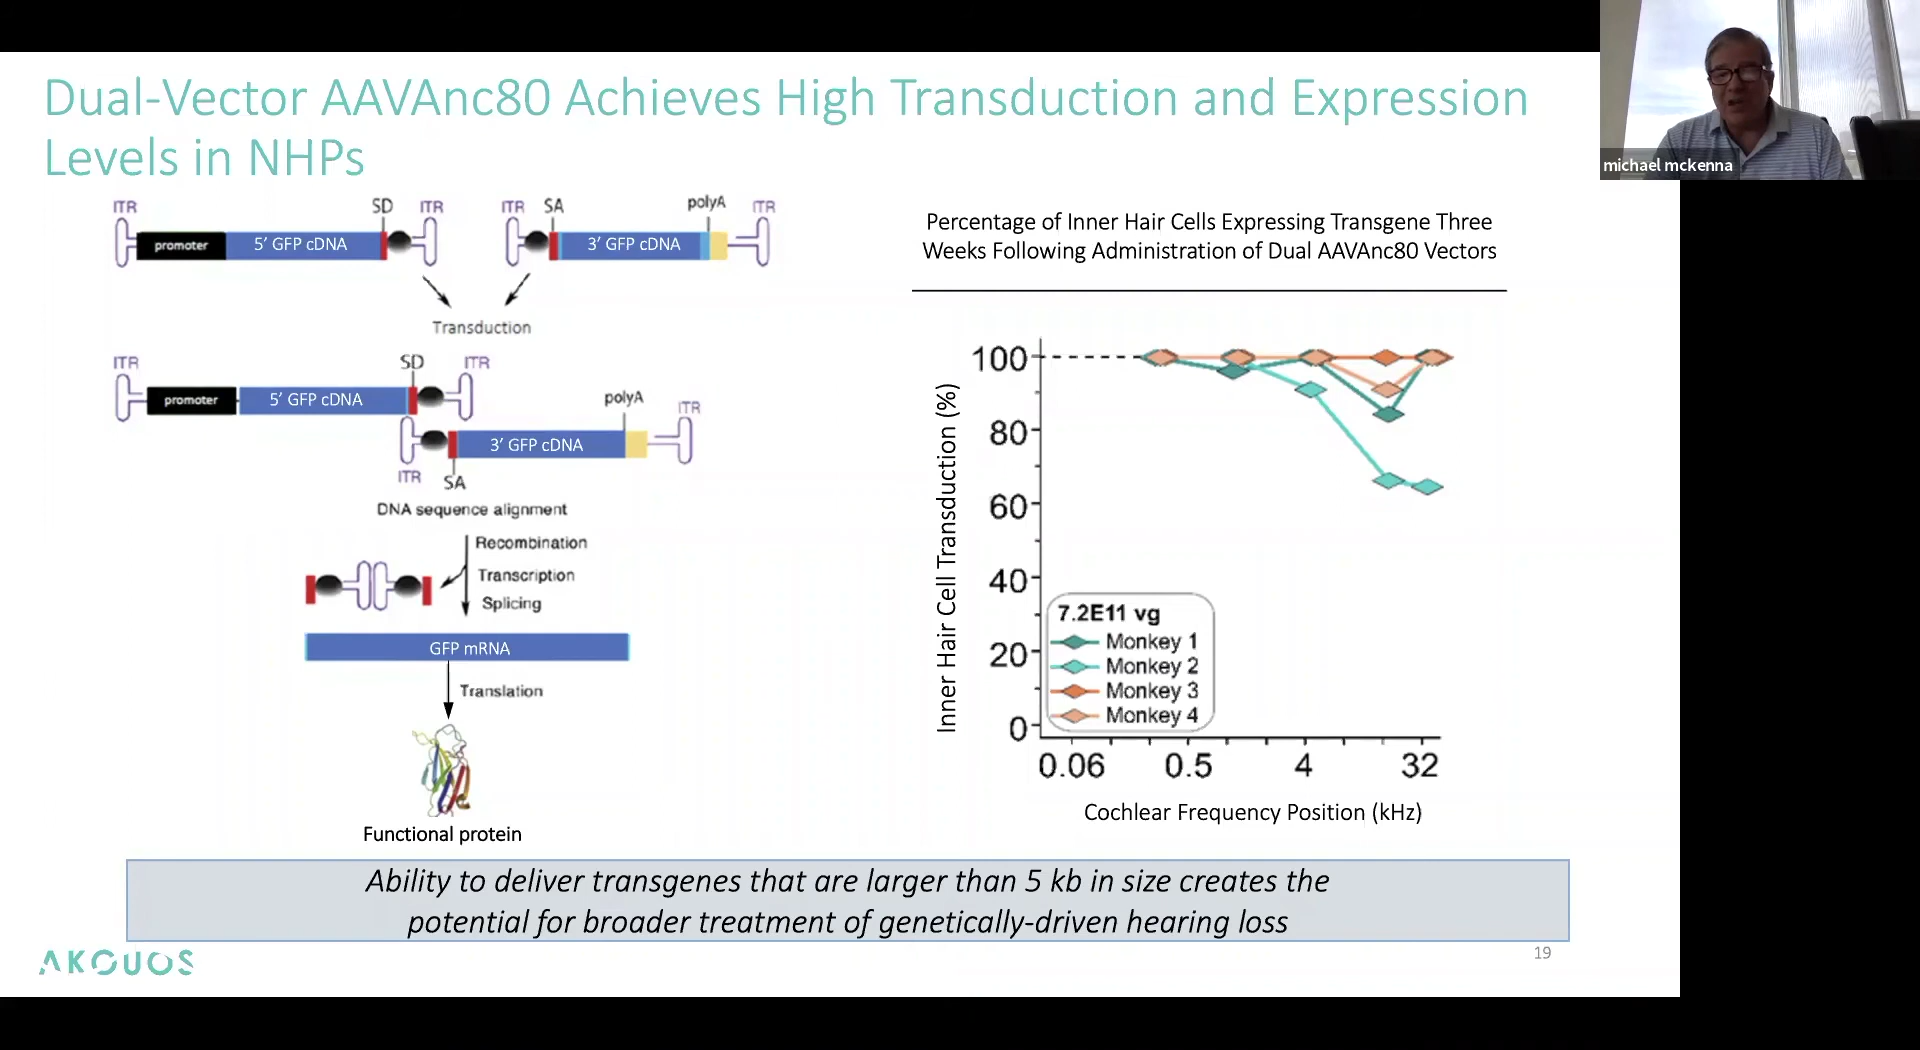 Dual-Vector AAVAnc80 Achieves High Transduction and Expression
Levels in NHPs
michael mckenna
ITR
SD
ITR
ITR
SA
polyA
ITR
promoter
5’ GFP cDNA
3’ GFP cDNA
Transduction
ITR
SD
ITR
promoter
5’ GFP cDNA
polyA
ITR
3’ GFP cDNA
ITR
SA
DNA sequence alignment
Recombination
Transcription
Splicing
GFP mRNA
Translation
Functional protein
Percentage of Inner Hair Cells Expressing Transgene Three
Weeks Following Administration of Dual AAVAnc80 Vectors
Inner Hair Cell Transduction (%)
100
80
60
40
20
0
7.2E11 vg
Monkey 1
Monkey 2
Monkey 3
Monkey 4
0.06 0.5 4 32
Cochlear Frequency Position (kHz)
Ability to deliver transgenes that are larger than 5 kb in size creates the
potential for broader treatment of genetically-driven hearing loss
AKOUOS
19